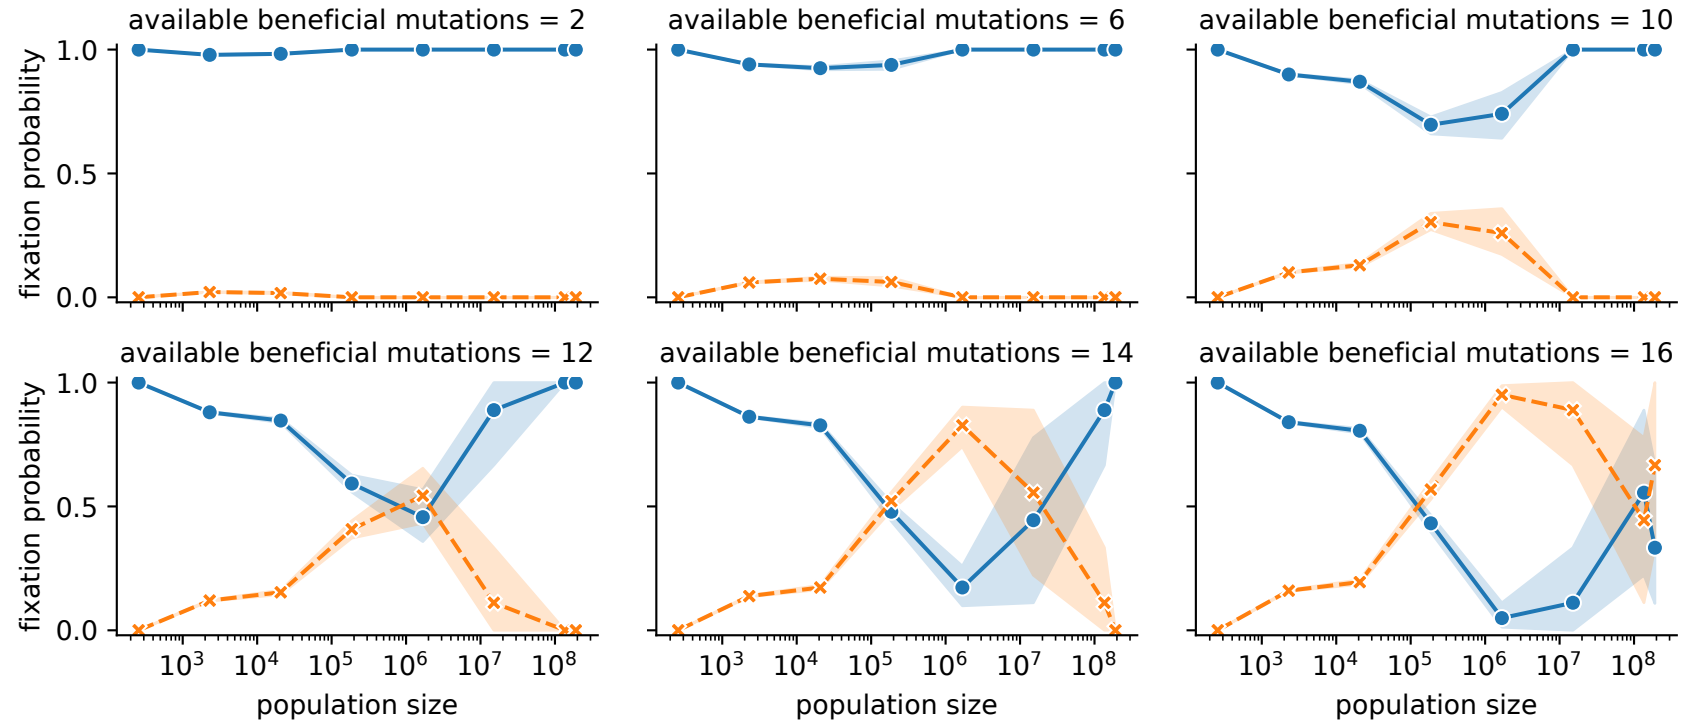 available beneficial mutations = 2
available beneficial mutations = 6
available beneficial mutations = 10
fixation probability
1.0
0.5
0.0
available beneficial mutations = 12
available beneficial mutations = 14
available beneficial mutations = 16
fixation probability
1.0
0.5
0.0
10³ 10⁴ 10⁵ 10⁶ 10⁷ 10⁸
10³ 10⁴ 10⁵ 10⁶ 10⁷ 10⁸
10³ 10⁴ 10⁵ 10⁶ 10⁷ 10⁸
population size
population size
population size